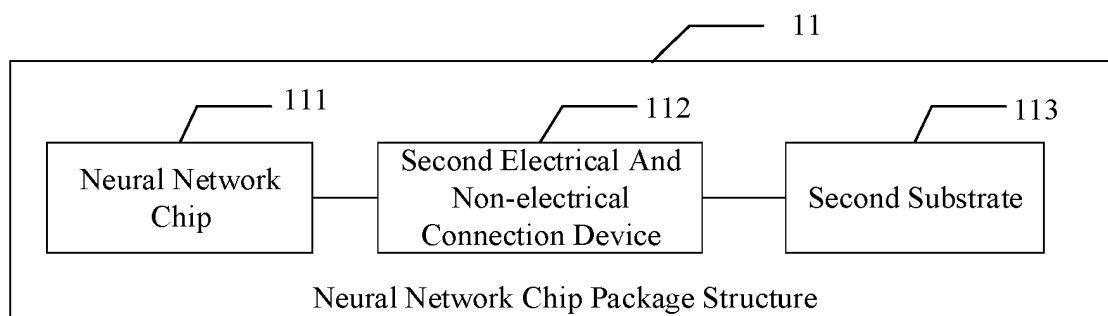 11
111
112
113
Neural Network
Chip
Second Electrical And
Non-electrical
Connection Device
Second Substrate
Neural Network Chip Package Structure